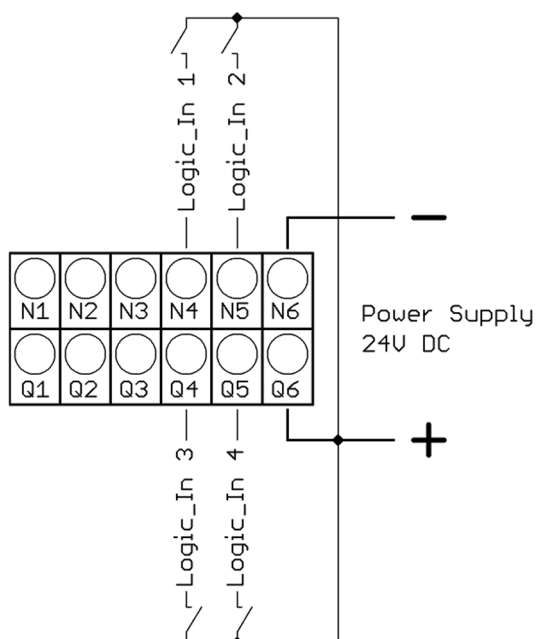 Logic_In 1
Logic_In 2
−
N1 N2 N3 N4 N5 N6
Power Supply
24V DC
Q1 Q2 Q3 Q4 Q5 Q6
+
Logic_In 3
Logic_In 4